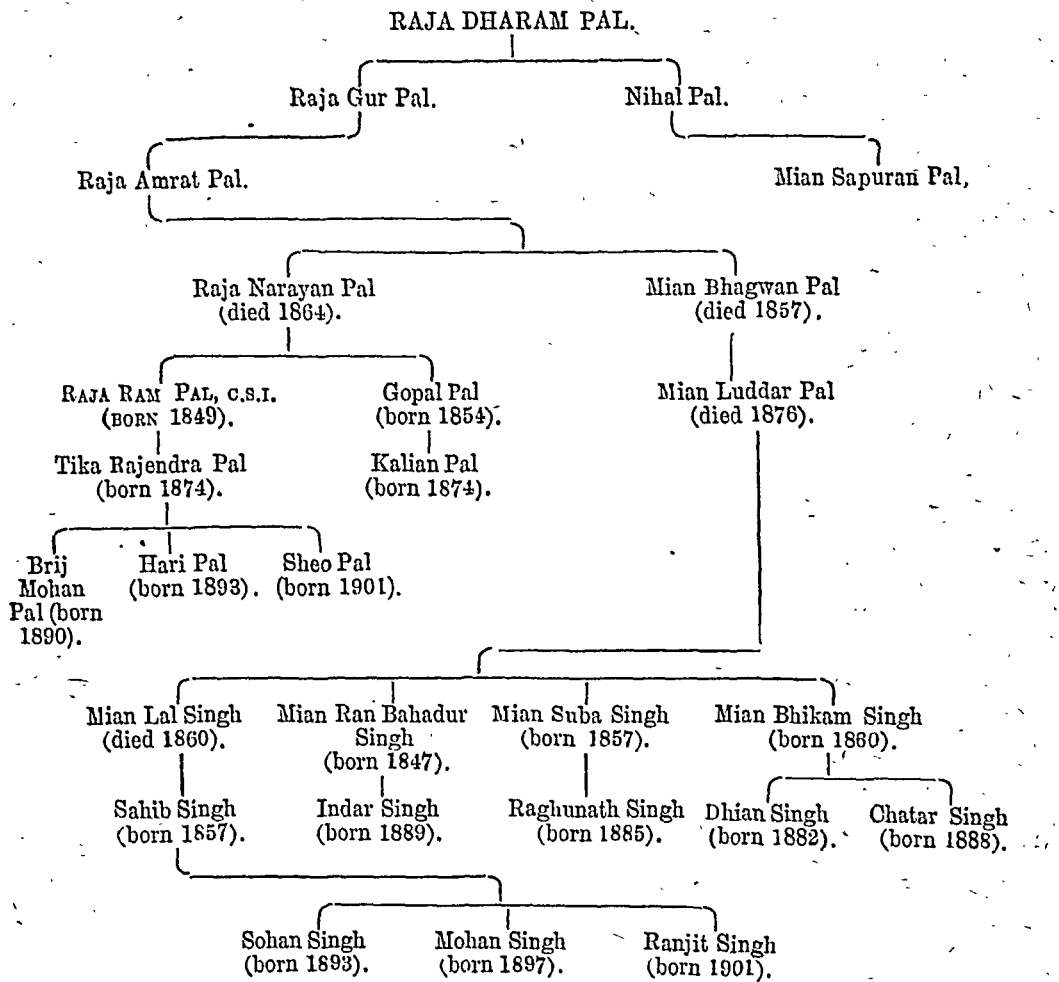 RAJA DHARAM PAL.
Raja Gur Pal. Nihal Pal.
Raja Amrat Pal. Mian Sapuran Pal,
Raja Narayan Pal Mian Bhagwan Pal
(died 1864). (died 1857).
RAJA RAM PAL, C.S.I. Gopal Pal Mian Luddar Pal
(BORN 1849). (born 1854). (died 1876).
Tika Rajendra Pal Kalian Pal
(born 1874). (born 1874).
Brij Hari Pal Sheo Pal
Mohan (born 1893). (born 1901).
Pal (born
1890).
Mian Lal Singh Mian Ran Bahadur Mian Suba Singh Mian Bhikam Singh
(died 1860). Singh (born 1857). (born 1860).
(born 1847).
Sahib Singh Indar Singh Raghunath Singh Dhian Singh Chatar Singh
(born 1857). (born 1889). (born 1885). (born 1882). (born 1888).
Sohan Singh Mohan Singh Ranjit Singh
(born 1893). (born 1897). (born 1901).